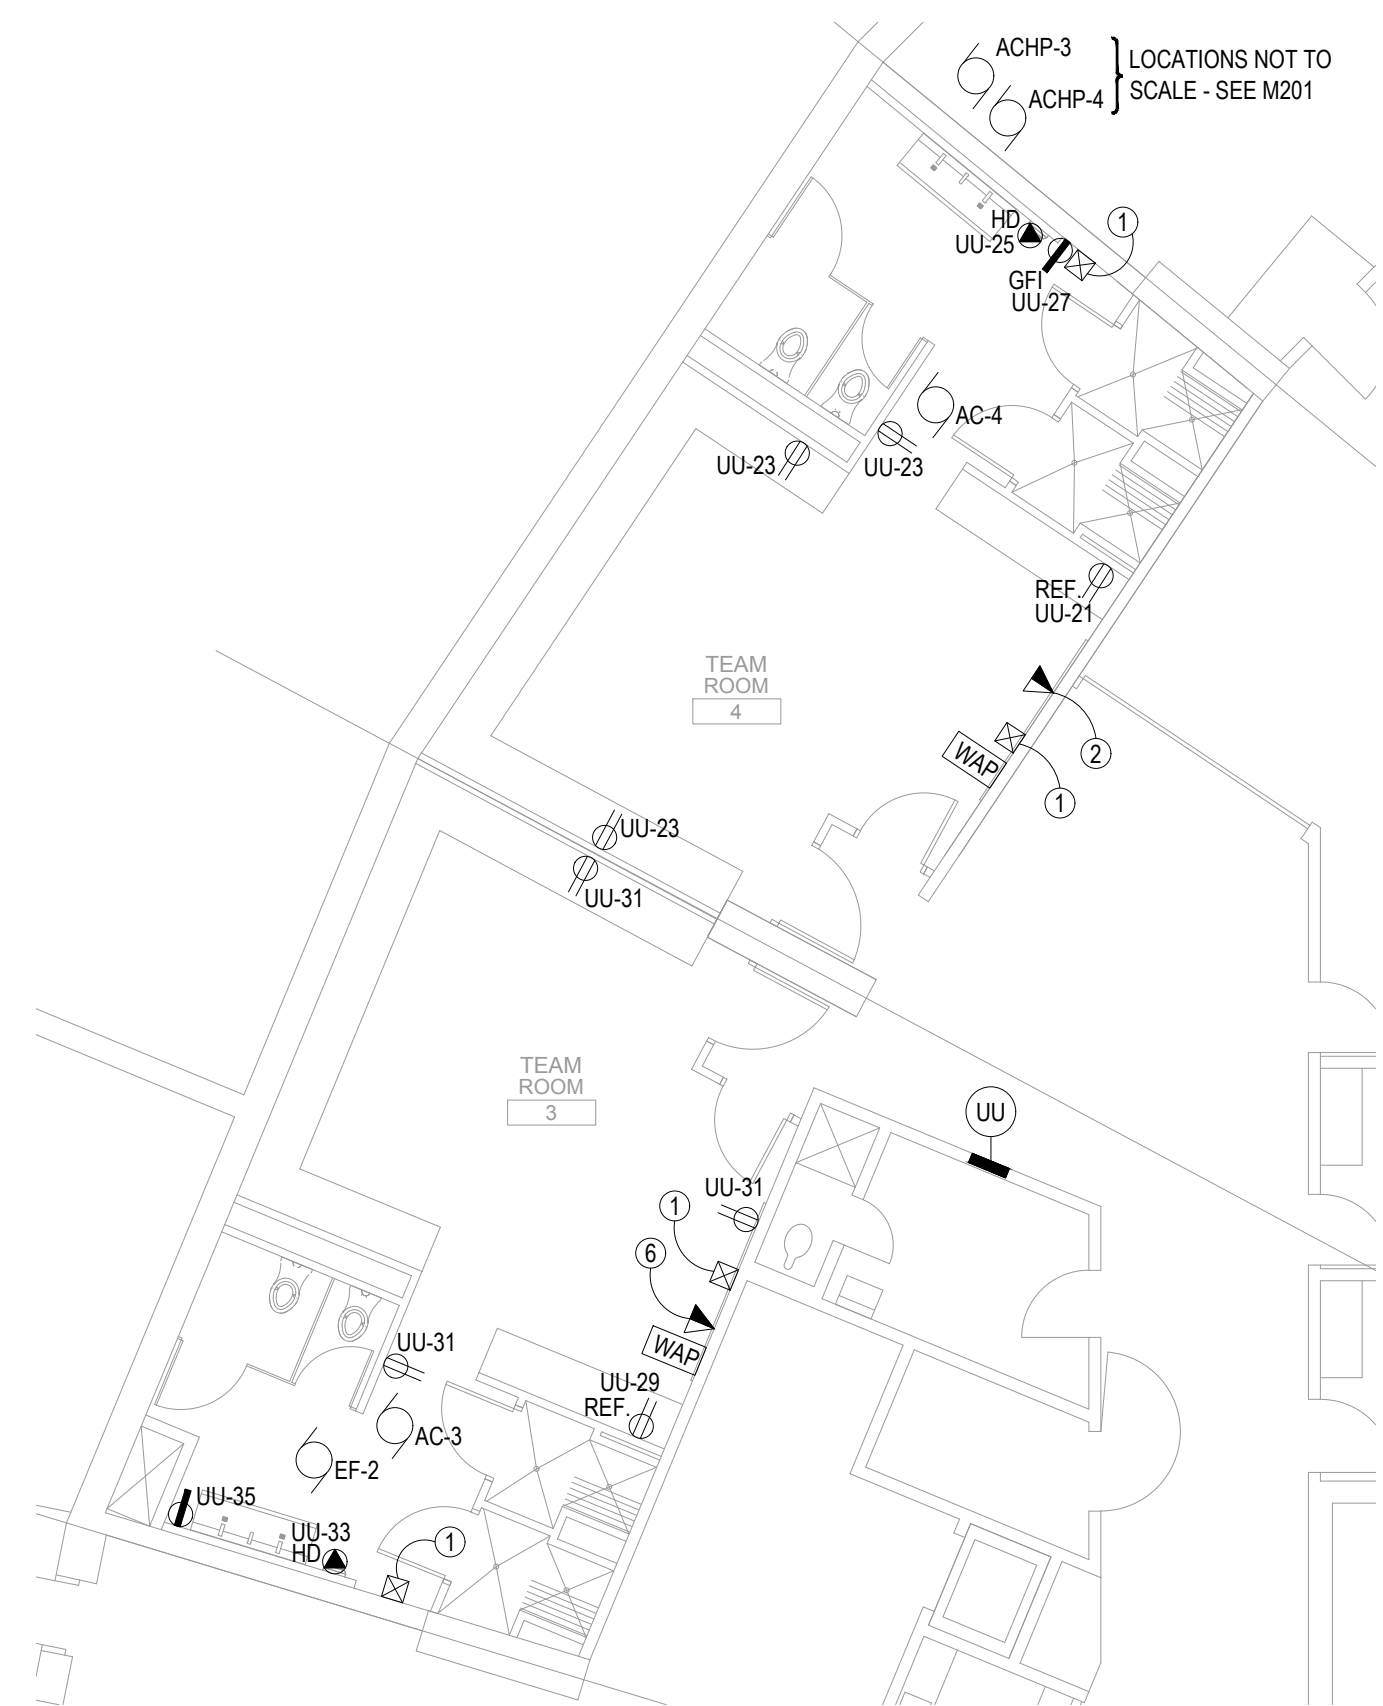 ACHP-3
ACHP-4
LOCATIONS NOT TO
SCALE - SEE M201
HD
UU-25
1
GFI
UU-27
AC-4
UU-23
UU-23
REF.
UU-21
TEAM
ROOM
4
2
WAP
1
UU-23
UU-31
TEAM
ROOM
3
UU
UU-31
1
6
WAP
UU-31
UU-29
REF.
AC-3
EF-2
UU-35
UU-33
HD
1